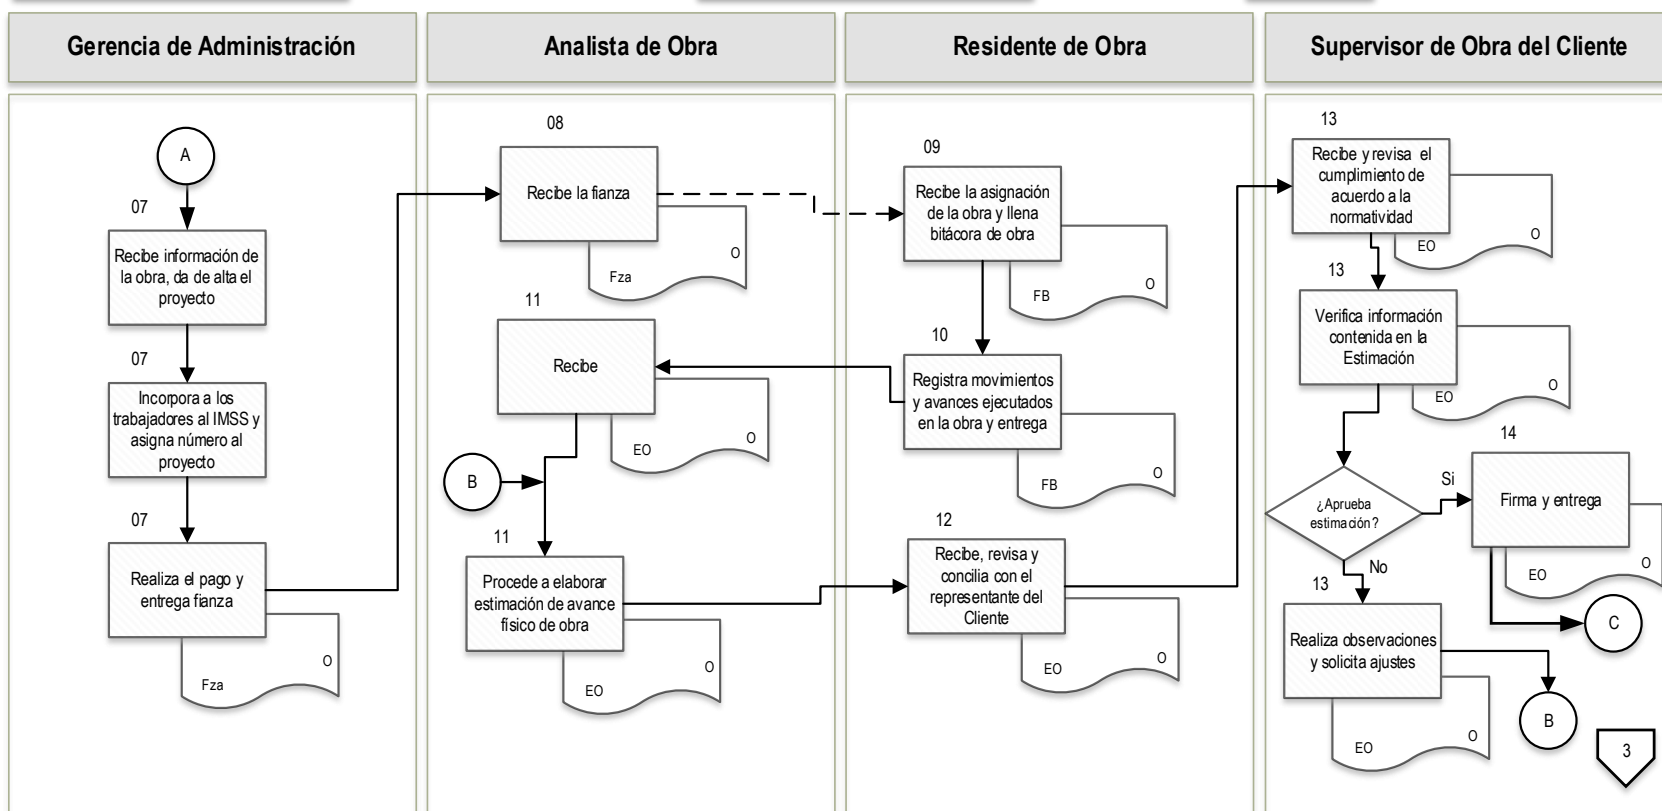 Gerencia de Administración
Analista de Obra
Residente de Obra
Supervisor de Obra del Cliente
A
07
Recibe información de
la obra, da de alta el
proyecto
07
Incorpora a los
trabajadores al IMSS y
asigna número al
proyecto
07
Realiza el pago y
entrega fianza
O
Fza
08
Recibe la fianza
O
Fza
11
Recibe
O
EO
B
11
Procede a elaborar
estimación de avance
físico de obra
O
EO
09
Recibe la asignación
de la obra y llena
bitácora de obra
O
FB
10
Registra movimientos
y avances ejecutados
en la obra y entrega
O
FB
12
Recibe, revisa y
concilia con el
representante del
Cliente
O
EO
13
Recibe y revisa el
cumplimiento de
acuerdo a la
normatividad
O
EO
13
Verifica información
contenida en la
Estimación
O
EO
¿Aprueba
estimación?
Si
14
Firma y entrega
O
EO
C
No
13
Realiza observaciones
y solicita ajustes
O
EO
B
3